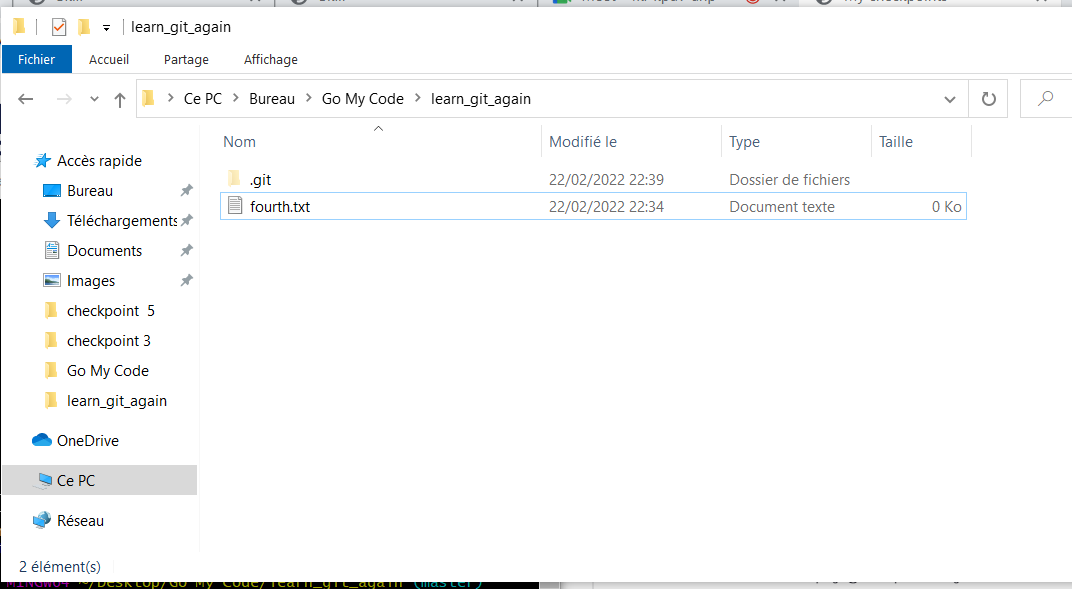 learn_git_again
Fichier Accueil Partage Affichage
Ce PC Bureau Go My Code learn_git_again
Nom Modifié le Type Taille
.git 22/02/2022 22:39 Dossier de fichiers
fourth.txt 22/02/2022 22:34 Document texte 0 Ko
Accès rapide
Bureau
Téléchargements
Documents
Images
checkpoint 5
checkpoint 3
Go My Code
learn_git_again
OneDrive
Ce PC
Réseau
2 élément(s)
MINGW64 ~/Desktop/Go My Code/learn_git_again (master)